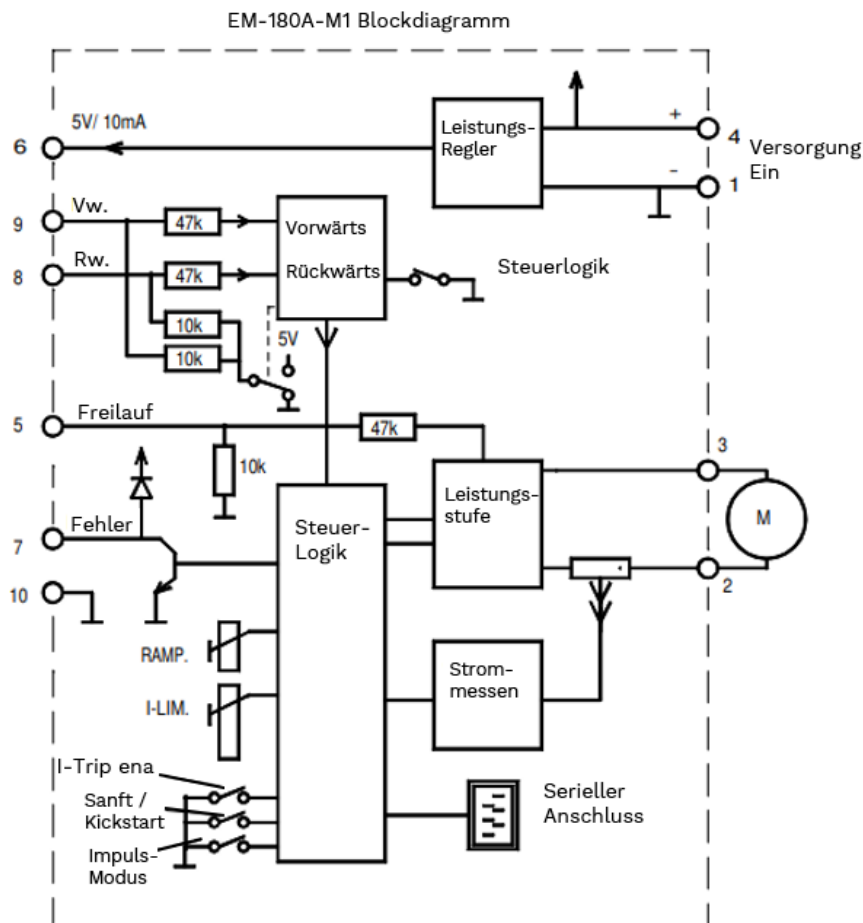 EM-180A-M1 Blockdiagramm
5V/ 10mA
6
Leistungs-
Regler
+
4
-
1
Versorgung
Ein
9
Vw.
47k
Vorwärts
8
Rw.
47k
Rückwärts
Steuerlogik
10k
10k
5V
5
Freilauf
47k
10k
3
Leistungs-
stufe
M
7
Fehler
Steuer-
Logik
2
10
RAMP.
Strom-
messen
I-LIM.
I-Trip ena
Sanft /
Kickstart
Impuls-
Modus
Serieller
Anschluss